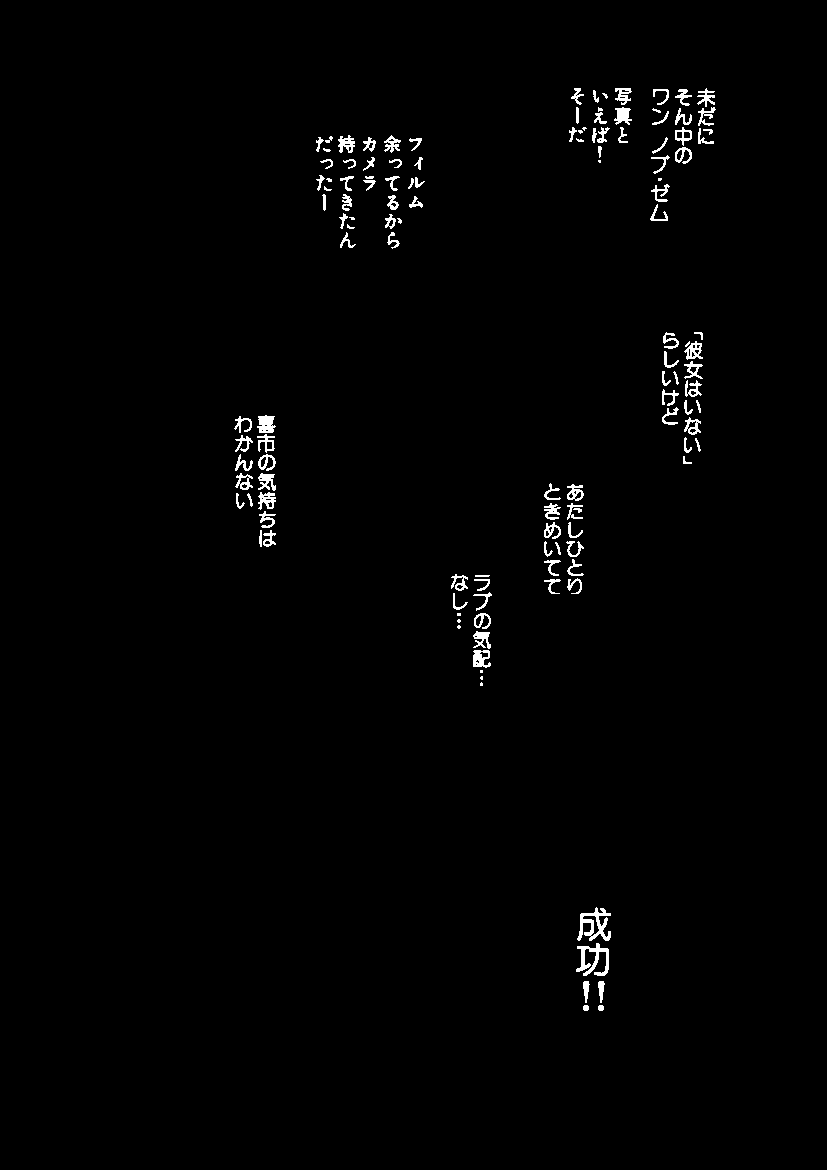 未だに
そん中の
ワン ノブ・ゼム
写真と
いえば！
そーだ
フィルム
余ってるから
カメラ
持ってきたん
だったー
「彼女はいない」
らしいけど
あたしひとり
ときめいてて
ラブの気配…
なし…
喜市の気持ちは
わかんない
成功!!